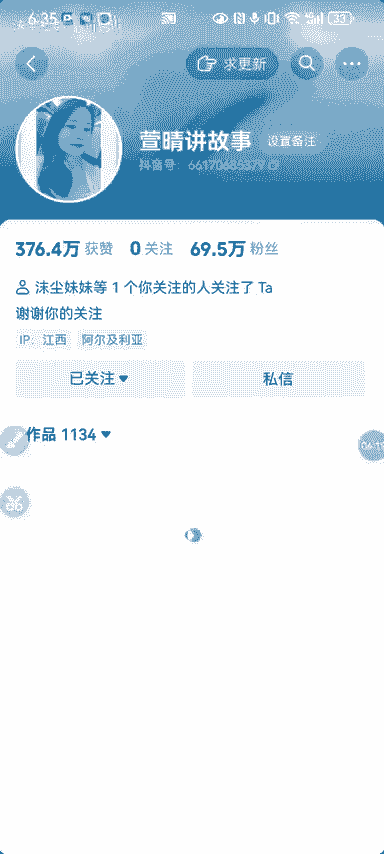 6:35
33
求更新
萱晴讲故事 设置备注
抖音号：66170685379
376.4万 获赞 0 关注 69.5万 粉丝
沫尘妹妹等 1 个你关注的人关注了 Ta
谢谢你的关注
IP：江西 阿尔及利亚
已关注 私信
作品 1134